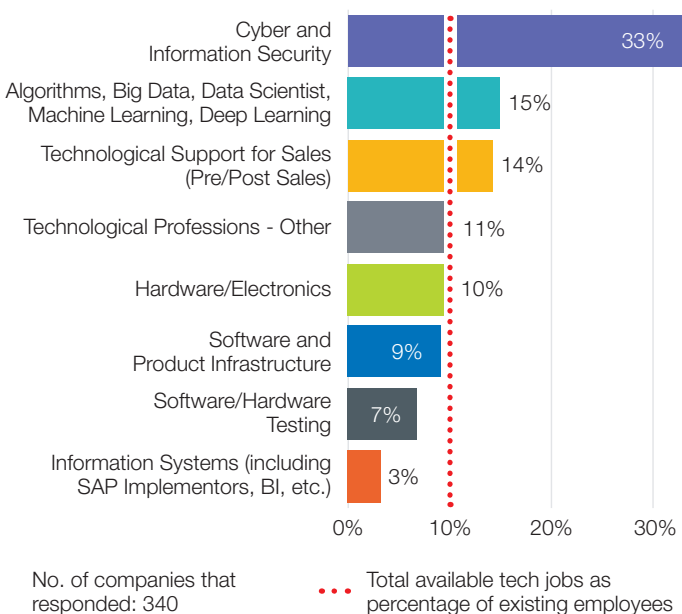 Cyber and
Information Security
33%
Algorithms, Big Data, Data Scientist,
Machine Learning, Deep Learning
15%
Technological Support for Sales
(Pre/Post Sales)
14%
Technological Professions - Other
11%
Hardware/Electronics
10%
Software and
Product Infrastructure
9%
Software/Hardware
Testing
7%
Information Systems (including
SAP Implementors, BI, etc.)
3%
0% 10% 20% 30%
No. of companies that
responded: 340
Total available tech jobs as
percentage of existing employees